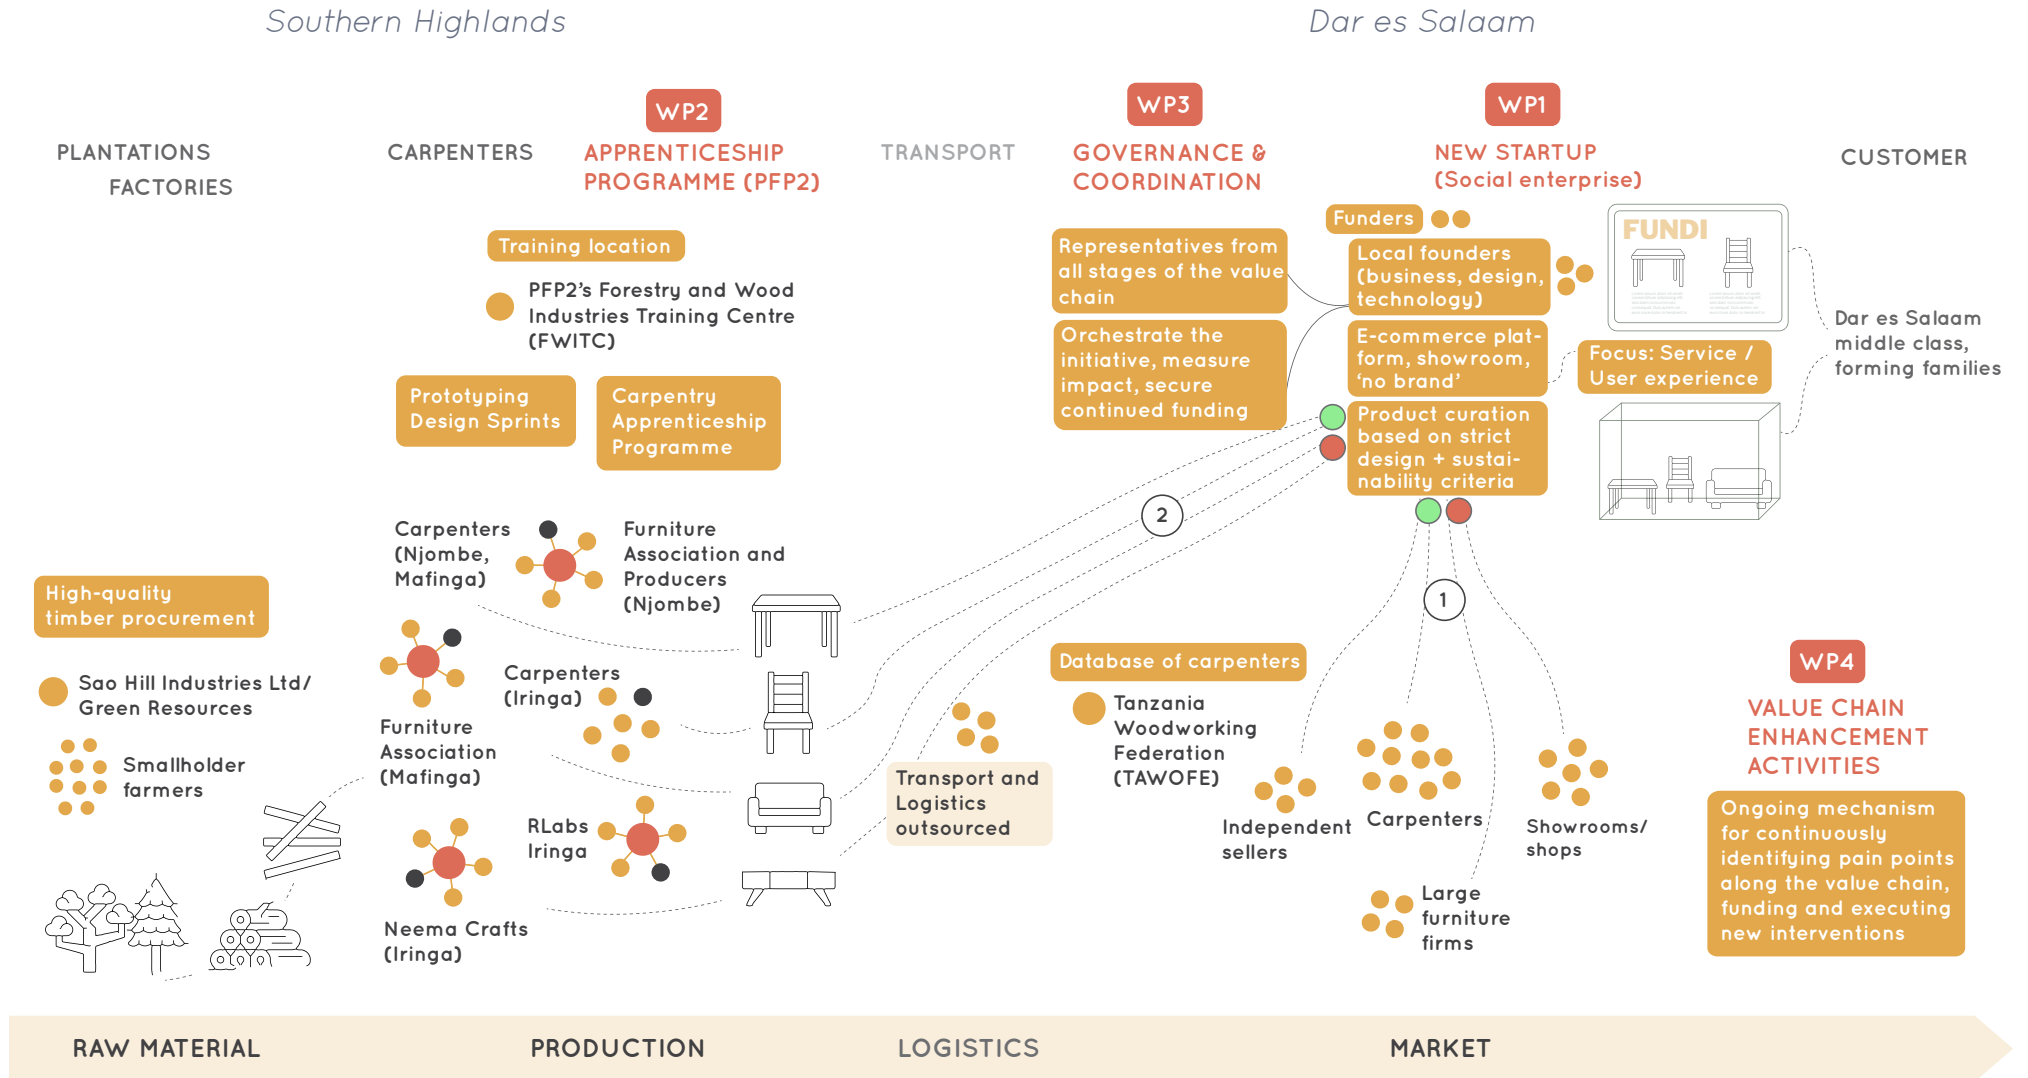 Southern Highlands
Dar es Salaam
PLANTATIONS
FACTORIES
CARPENTERS
WP2
APPRENTICESHIP
PROGRAMME (PFP2)
TRANSPORT
WP3
GOVERNANCE &
COORDINATION
WP1
NEW STARTUP
(Social enterprise)
CUSTOMER
Training location
PFP2's Forestry and Wood
Industries Training Centre
(FWITC)
Prototyping
Design Sprints
Carpentry
Apprenticeship
Programme
Representatives from
all stages of the value
chain
Orchestrate the
initiative, measure
impact, secure
continued funding
Funders
Local founders
(business, design,
technology)
E-commerce plat-
form, showroom,
'no brand'
Product curation
based on strict
design + sustai-
nability criteria
FUNDI
Focus: Service /
User experience
Dar es Salaam
middle class,
forming families
High-quality
timber procurement
Sao Hill Industries Ltd/
Green Resources
Smallholder
farmers
Carpenters
(Njombe,
Mafinga)
Furniture
Association and
Producers
(Njombe)
Carpenters
(Iringa)
Furniture
Association
(Mafinga)
RLabs
Iringa
Neema Crafts
(Iringa)
2
1
Transport and
Logistics
outsourced
Database of carpenters
Tanzania
Woodworking
Federation
(TAWOFE)
Independent
sellers
Carpenters
Large
furniture
firms
Showrooms/
shops
WP4
VALUE CHAIN
ENHANCEMENT
ACTIVITIES
Ongoing mechanism
for continuously
identifying pain points
along the value chain,
funding and executing
new interventions
RAW MATERIAL
PRODUCTION
LOGISTICS
MARKET